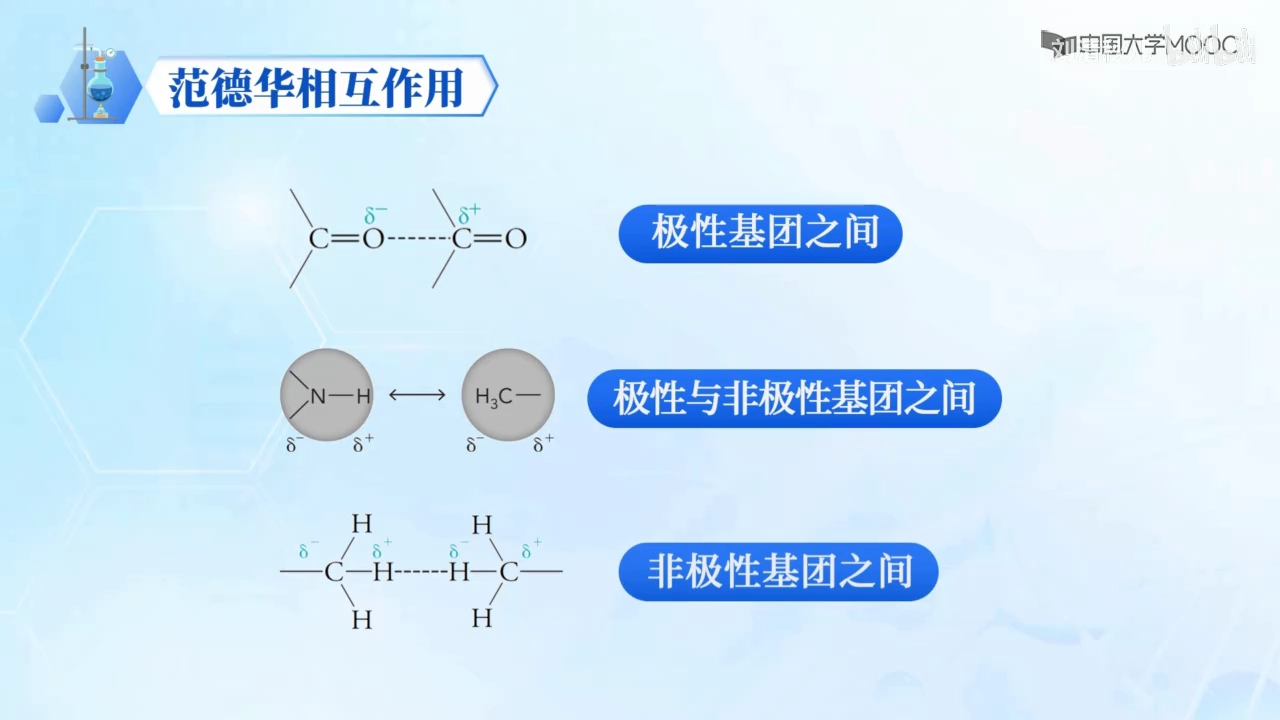 范德华相互作用
中国大学MOOC
δ⁻ δ⁺
C=O------C=O
极性基团之间
N—H ↔ H₃C—
δ⁻ δ⁺ δ⁻ δ⁺
极性与非极性基团之间
H H
δ⁻ δ⁺ δ⁻ δ⁺
—C—H------H—C—
H H
非极性基团之间